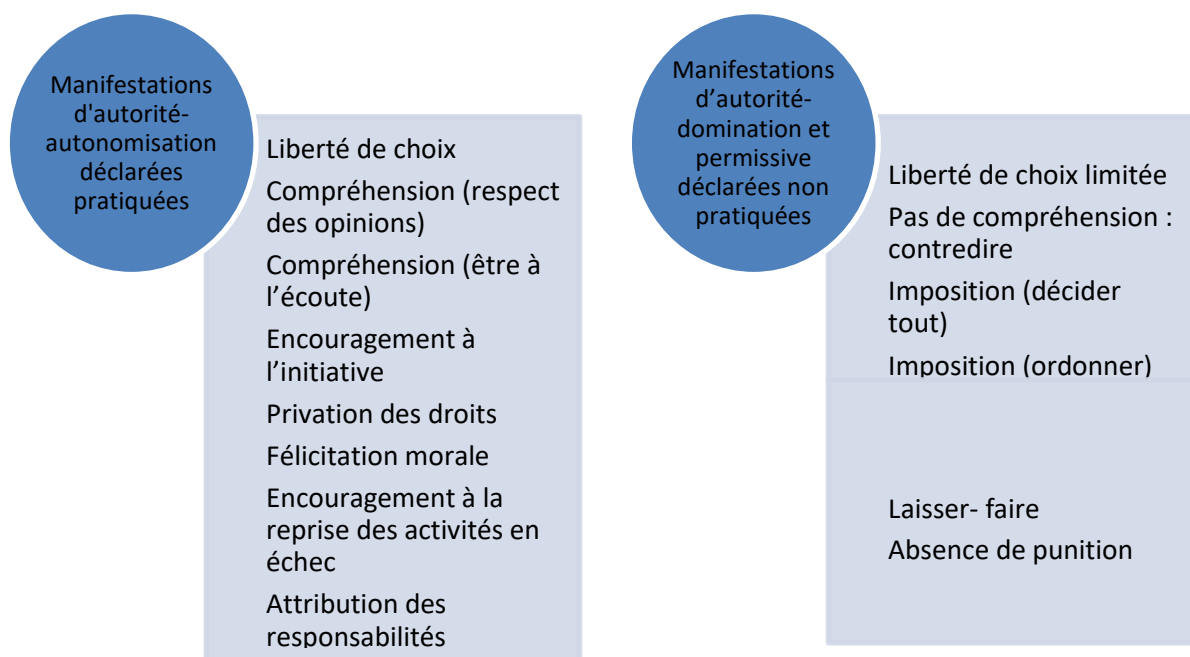 Manifestations
d'autorité-
autonomisation
déclarées
pratiquées
Liberté de choix
Compréhension (respect
des opinions)
Compréhension (être à
l’écoute)
Encouragement à
l’initiative
Privation des droits
Félicitation morale
Encouragement à la
reprise des activités en
échec
Attribution des
responsabilités
Manifestations
d’autorité-
domination et
permissive
déclarées non
pratiquées
Liberté de choix limitée
Pas de compréhension :
contredire
Imposition (décider
tout)
Imposition (ordonner)
Laisser- faire
Absence de punition